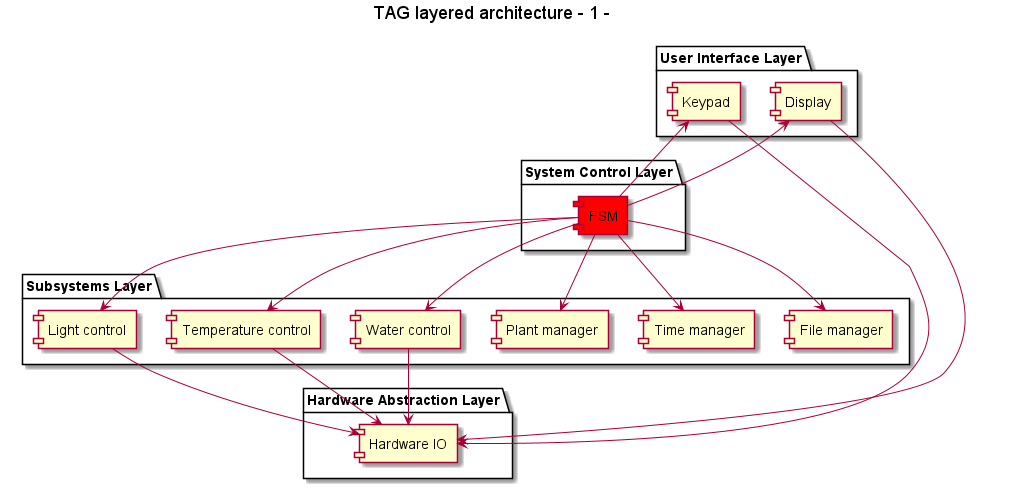 TAG layered architecture - 1 -
User Interface Layer
Keypad
Display
System Control Layer
FSM
Subsystems Layer
Light control
Temperature control
Water control
Plant manager
Time manager
File manager
Hardware Abstraction Layer
Hardware IO